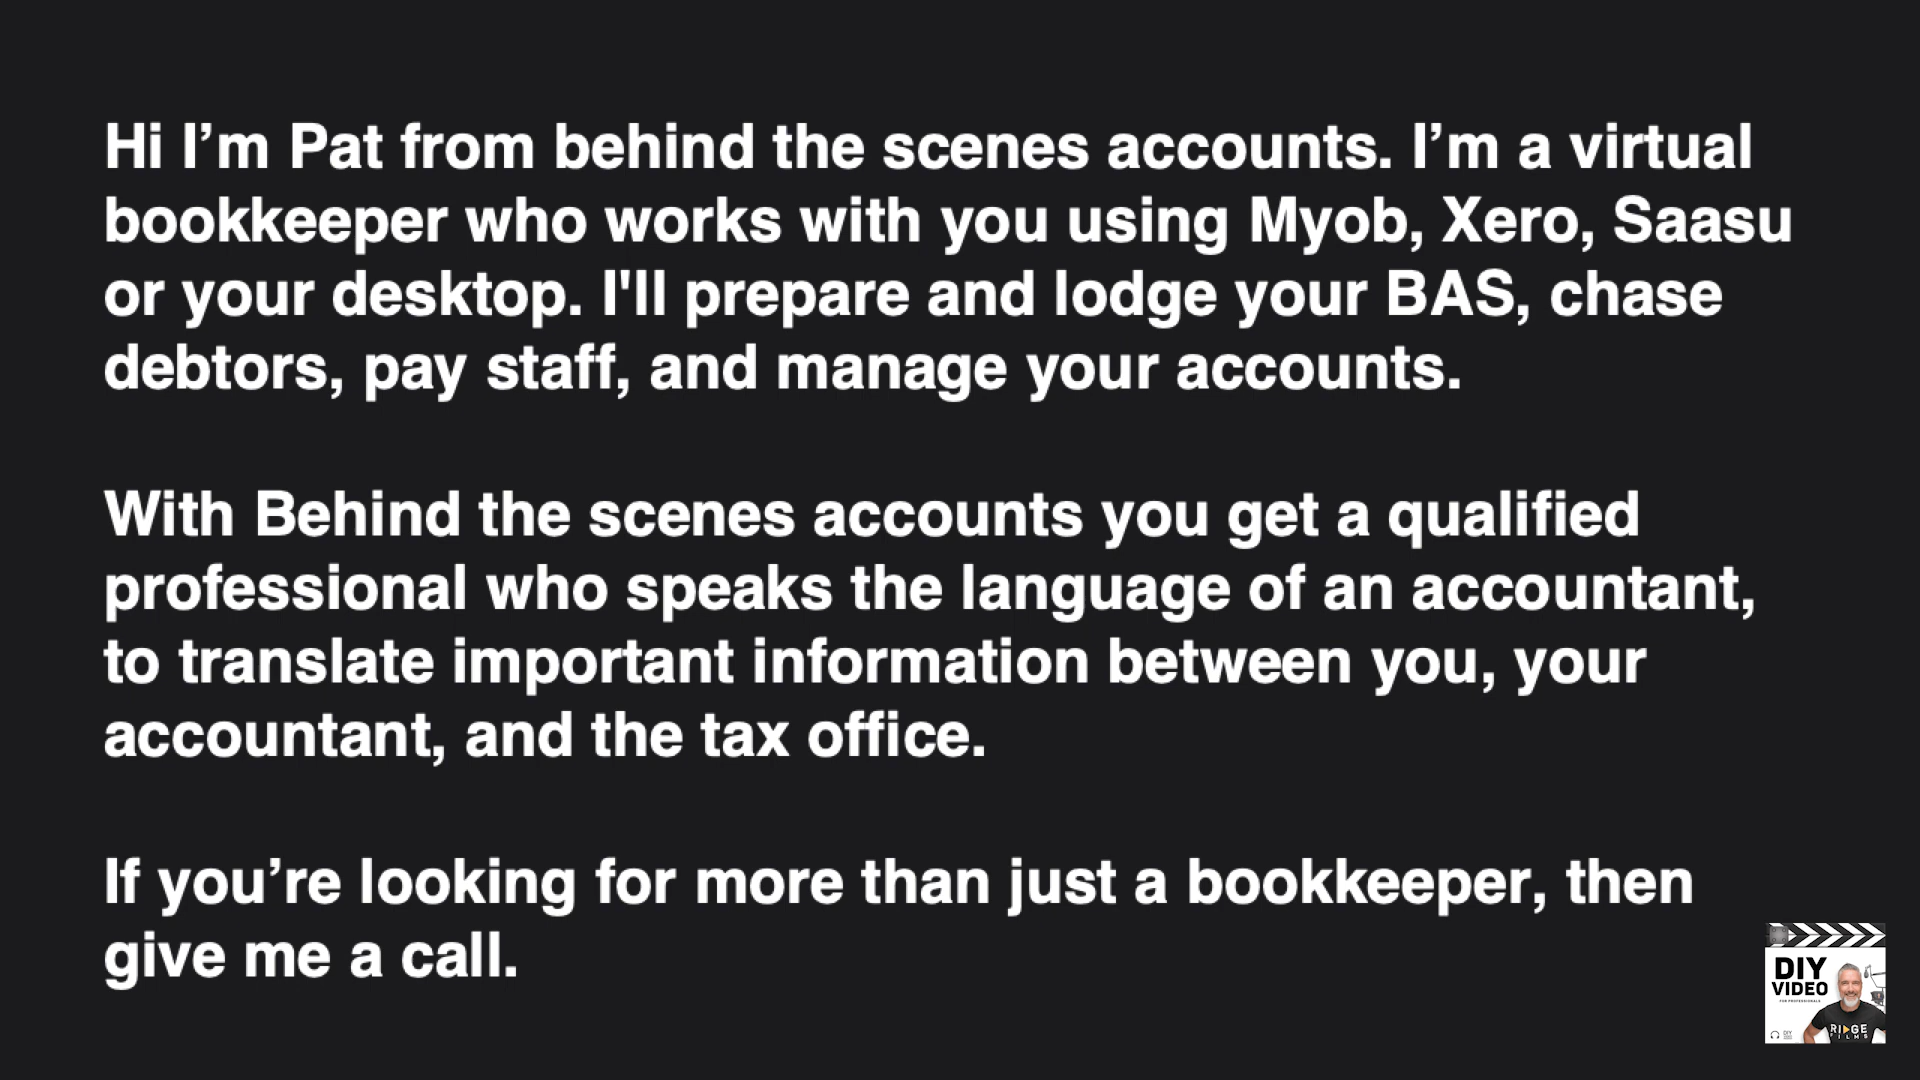 Hi I’m Pat from behind the scenes accounts. I’m a virtual
bookkeeper who works with you using Myob, Xero, Saasu
or your desktop. I'll prepare and lodge your BAS, chase
debtors, pay staff, and manage your accounts.
With Behind the scenes accounts you get a qualified
professional who speaks the language of an accountant,
to translate important information between you, your
accountant, and the tax office.
If you’re looking for more than just a bookkeeper, then
give me a call.
DIY
VIDEO
FOR PROFESSIONALS
RIDGE
FILMS